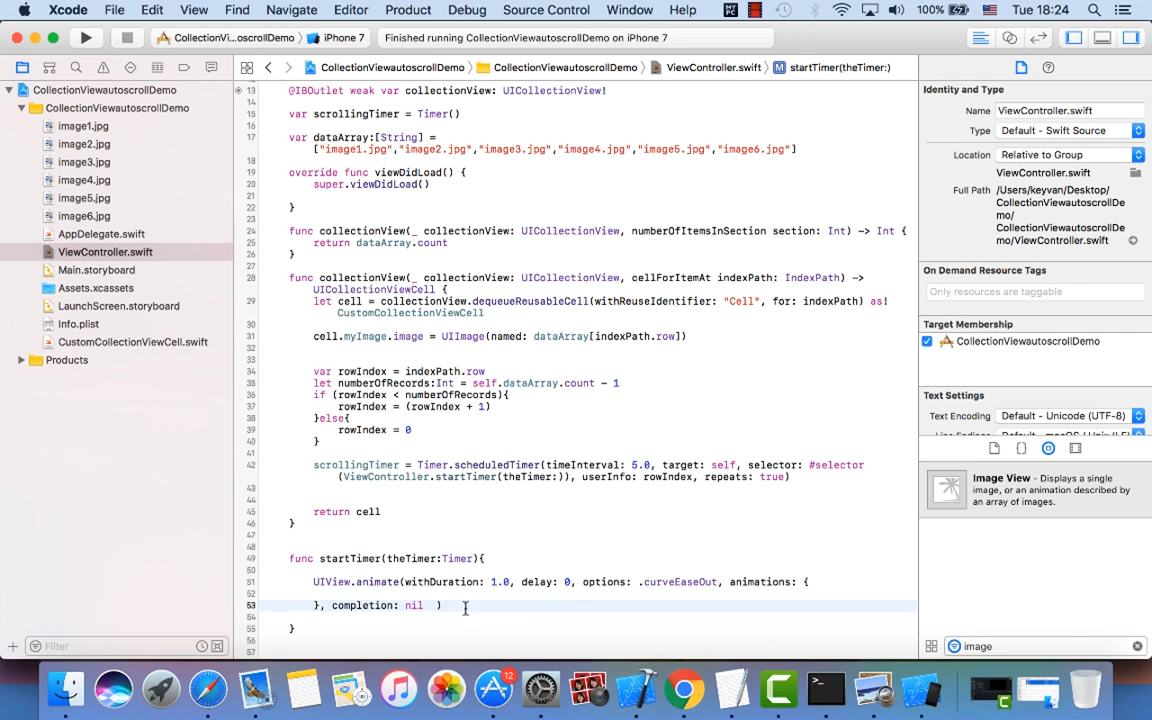 Xcode File Edit View Find Navigate Editor Product Debug Source Control Window Help MY PC 100% Tue 18:24
CollectionVi...oscrollDemo iPhone 7 Finished running CollectionViewautoscrollDemo on iPhone 7
CollectionViewautoscrollDemo CollectionViewautoscrollDemo ViewController.swift startTimer(theTimer:)
CollectionViewautoscrollDemo
CollectionViewautoscrollDemo
image1.jpg
image2.jpg
image3.jpg
image4.jpg
image5.jpg
image6.jpg
AppDelegate.swift
ViewController.swift
Main.storyboard
Assets.xcassets
LaunchScreen.storyboard
Info.plist
CustomCollectionViewCell.swift
Products
Filter
13 @IBOutlet weak var collectionView: UICollectionView!
14
15 var scrollingTimer = Timer()
16
17 var dataArray:[String] =
["image1.jpg","image2.jpg","image3.jpg","image4.jpg","image5.jpg","image6.jpg"]
18
19 override func viewDidLoad() {
20 super.viewDidLoad()
21
22 }
23
24 func collectionView(_ collectionView: UICollectionView, numberOfItemsInSection section: Int) -> Int {
25 return dataArray.count
26 }
27
28 func collectionView(_ collectionView: UICollectionView, cellForItemAt indexPath: IndexPath) ->
UICollectionViewCell {
29 let cell = collectionView.dequeueReusableCell(withReuseIdentifier: "Cell", for: indexPath) as!
CustomCollectionViewCell
30
31 cell.myImage.image = UIImage(named: dataArray[indexPath.row])
32
33
34 var rowIndex = indexPath.row
35 let numberOfRecords:Int = self.dataArray.count - 1
36 if (rowIndex < numberOfRecords){
37 rowIndex = (rowIndex + 1)
38 }else{
39 rowIndex = 0
40 }
41
42 scrollingTimer = Timer.scheduledTimer(timeInterval: 5.0, target: self, selector: #selector
(ViewController.startTimer(theTimer:)), userInfo: rowIndex, repeats: true)
43
44
45 return cell
46 }
47
48
49 func startTimer(theTimer:Timer){
50
51 UIView.animate(withDuration: 1.0, delay: 0, options: .curveEaseOut, animations: {
52
53 }, completion: nil )
54
55 }
56
57
Identity and Type
Name ViewController.swift
Type Default - Swift Source
Location Relative to Group
ViewController.swift
Full Path /Users/keyvan/Desktop/
CollectionViewautoscrollDe
mo/
CollectionViewautoscrollDe
mo/ViewController.swift
On Demand Resource Tags
Only resources are taggable
Target Membership
CollectionViewautoscrollDemo
Text Settings
Text Encoding Default - Unicode (UTF-8)
Image View - Displays a single
image, or an animation described by
an array of images.
image
12